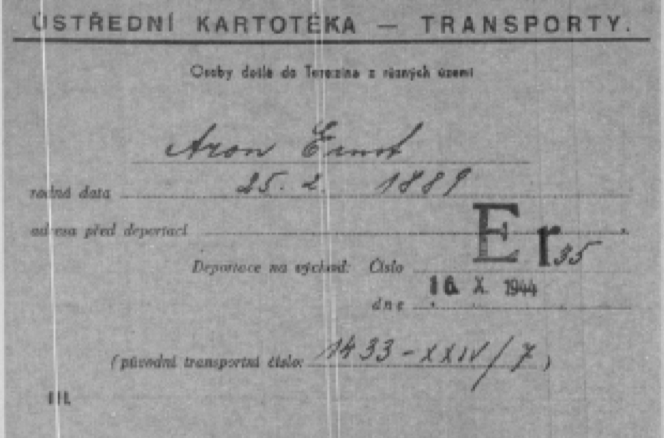 ÚSTŘEDNÍ KARTOTÉKA — TRANSPORTY.
Osoby došlé do Terezína z různých území
Aron Ernst
rodná data 25. 2. 1889
adresa před deportací
Deportace na východ: Číslo Er 35
dne 16. X. 1944
(původní transportní číslo: 1433-XXIV/7)
III.